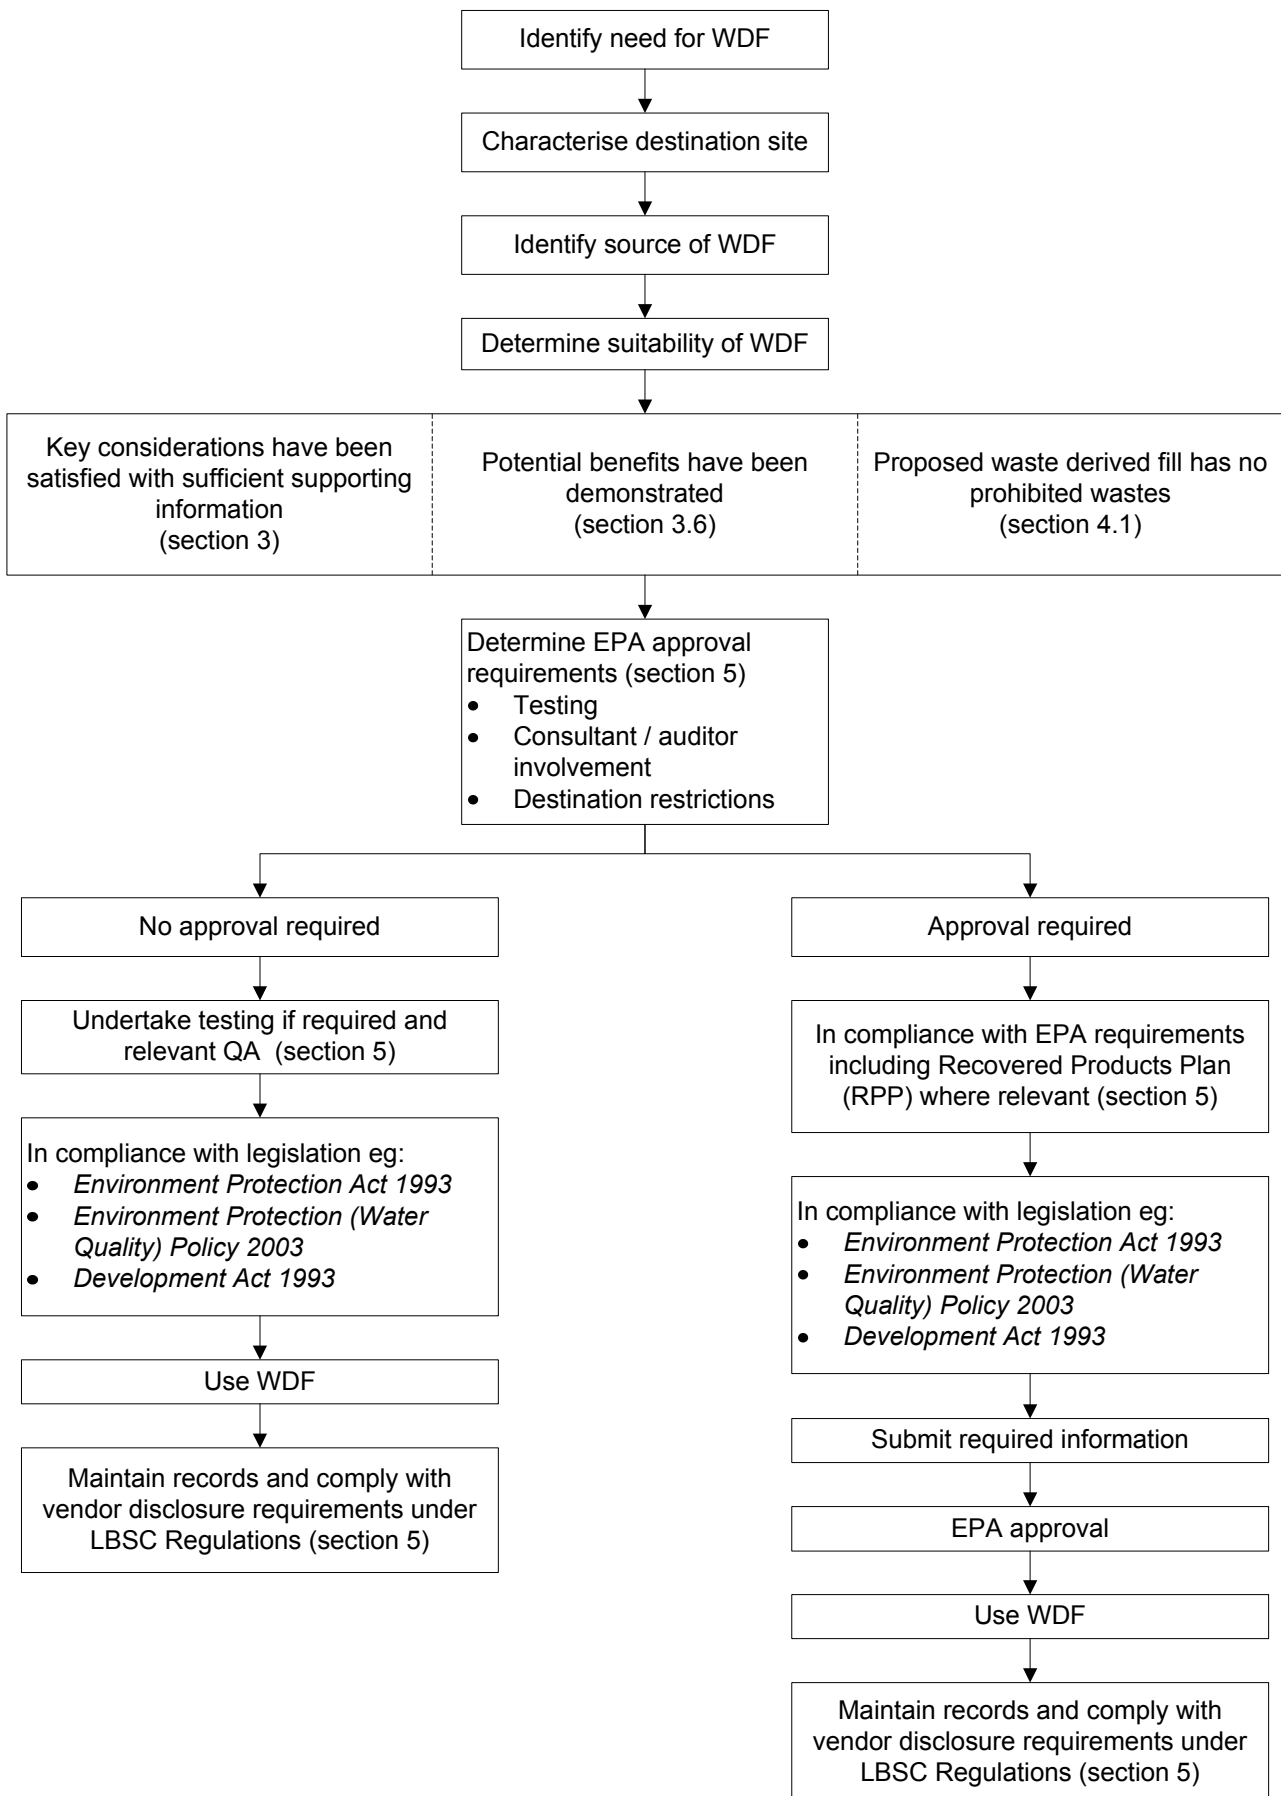 Identify need for WDF
Characterise destination site
Identify source of WDF
Determine suitability of WDF
Key considerations have been
satisfied with sufficient supporting
information
(section 3)
Potential benefits have been
demonstrated
(section 3.6)
Proposed waste derived fill has no
prohibited wastes
(section 4.1)
Determine EPA approval
requirements (section 5)
• Testing
• Consultant / auditor
involvement
• Destination restrictions
No approval required
Undertake testing if required and
relevant QA (section 5)
In compliance with legislation eg:
• Environment Protection Act 1993
• Environment Protection (Water
Quality) Policy 2003
• Development Act 1993
Use WDF
Maintain records and comply with
vendor disclosure requirements under
LBSC Regulations (section 5)
Approval required
In compliance with EPA requirements
including Recovered Products Plan
(RPP) where relevant (section 5)
In compliance with legislation eg:
• Environment Protection Act 1993
• Environment Protection (Water
Quality) Policy 2003
• Development Act 1993
Submit required information
EPA approval
Use WDF
Maintain records and comply with
vendor disclosure requirements under
LBSC Regulations (section 5)